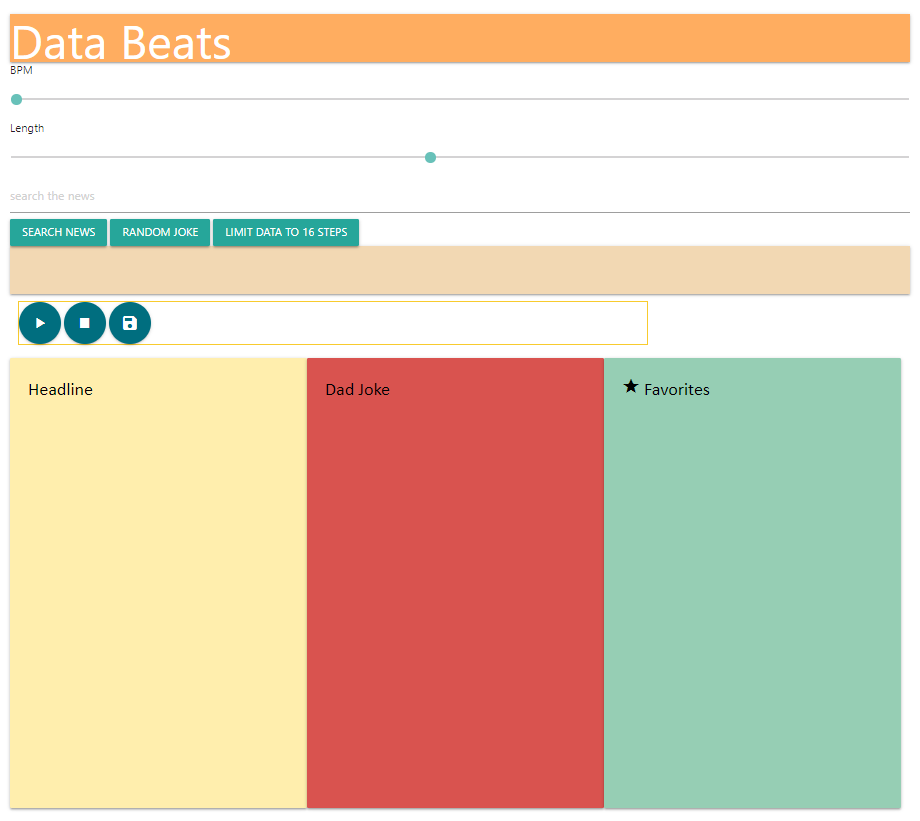 Data Beats
BPM
Length
search the news
SEARCH NEWS RANDOM JOKE LIMIT DATA TO 16 STEPS
Headline Dad Joke Favorites